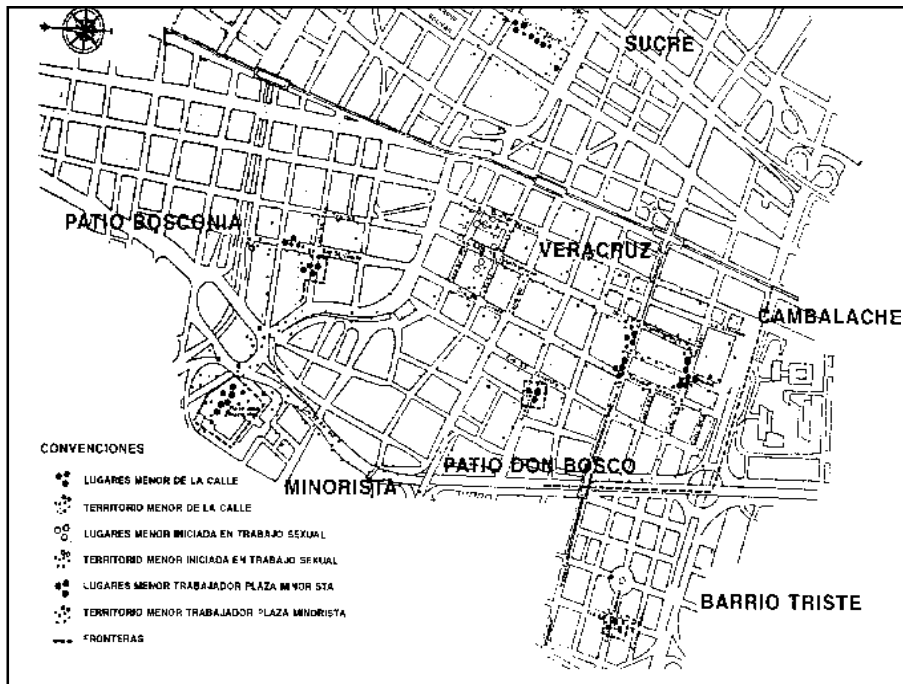 SUCRE
PATIO BOSCONIA
VERACRUZ
CAMBALACHE
PATIO DON BOSCO
MINORISTA
BARRIO TRISTE
CONVENCIONES
LUGARES MENOR DE LA CALLE
TERRITORIO MENOR DE LA CALLE
LUGARES MENOR INICIADA EN TRABAJO SEXUAL
TERRITORIO MENOR INICIADA EN TRABAJO SEXUAL
LUGARES MENOR TRABAJADOR PLAZA MINORISTA
TERRITORIO MENOR TRABAJADOR PLAZA MINORISTA
FRONTERAS